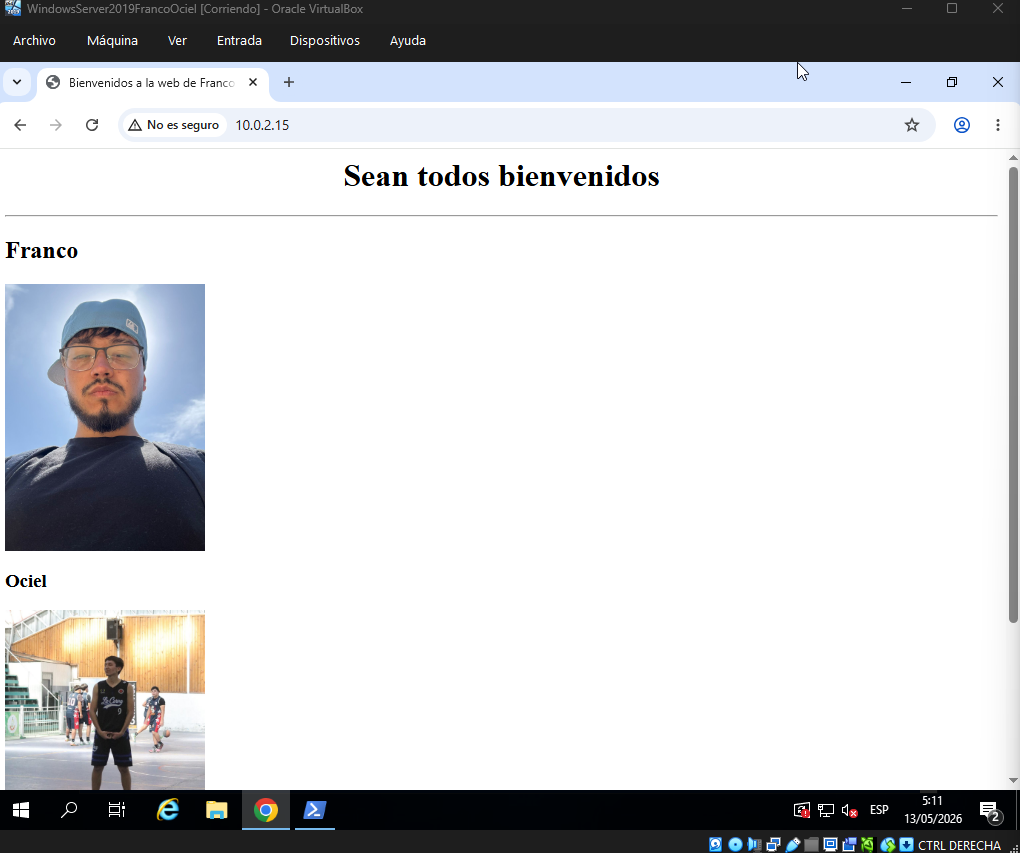 WindowsServer2019FrancoOciel [Corriendo] - Oracle VirtualBox
Archivo Máquina Ver Entrada Dispositivos Ayuda
Bienvenidos a la web de Franco
No es seguro 10.0.2.15
Sean todos bienvenidos
Franco
Ociel
9
ESP
5:11
13/05/2026
2
CTRL DERECHA